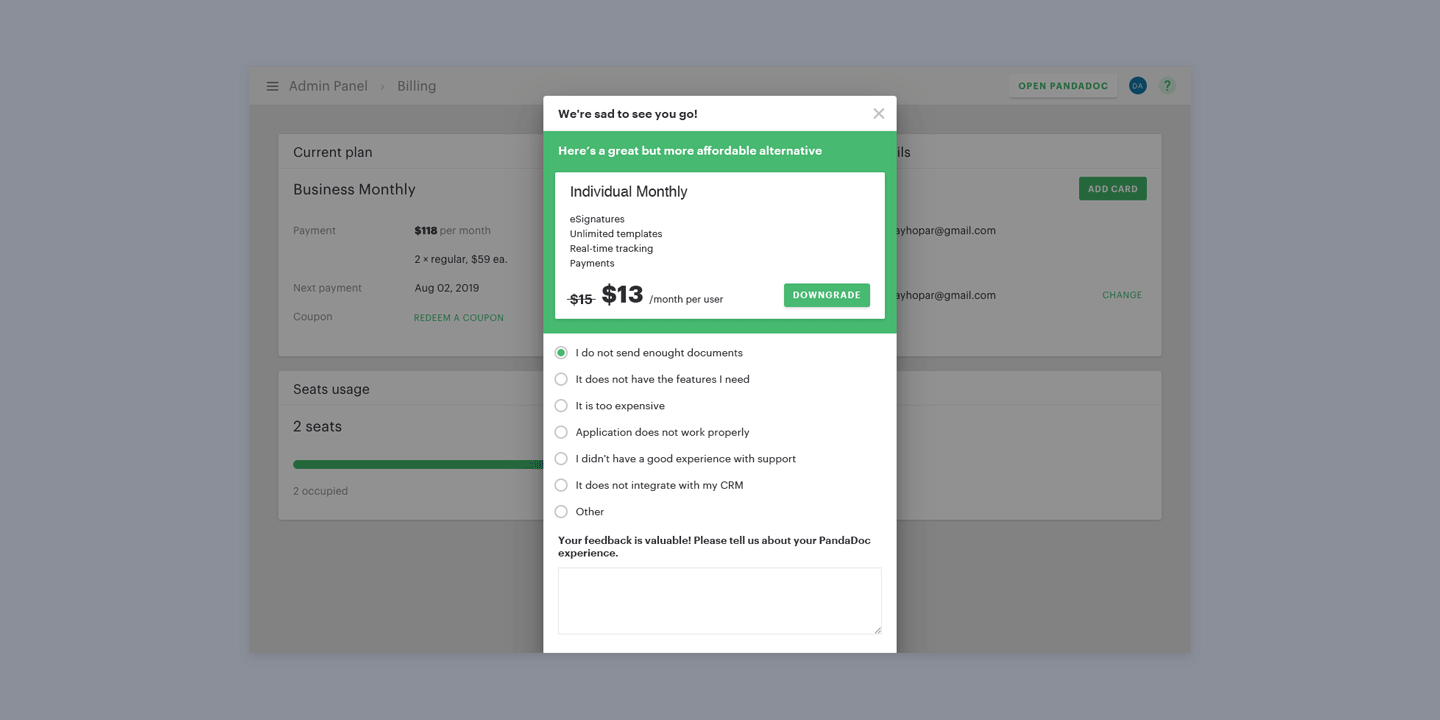 Admin Panel › Billing
OPEN PANDADOC
DA
?
We're sad to see you go!
Here's a great but more affordable alternative
Individual Monthly
eSignatures
Unlimited templates
Real-time tracking
Payments
$15 $13 /month per user
DOWNGRADE
I do not send enought documents
It does not have the features I need
It is too expensive
Application does not work properly
I didn't have a good experience with support
It does not integrate with my CRM
Other
Your feedback is valuable! Please tell us about your PandaDoc
experience.
Current plan
Business Monthly
Payment $118 per month
2 × regular, $59 ea.
Next payment Aug 02, 2019
Coupon REDEEM A COUPON
Seats usage
2 seats
2 occupied
ils
ADD CARD
ayhopar@gmail.com
ayhopar@gmail.com CHANGE